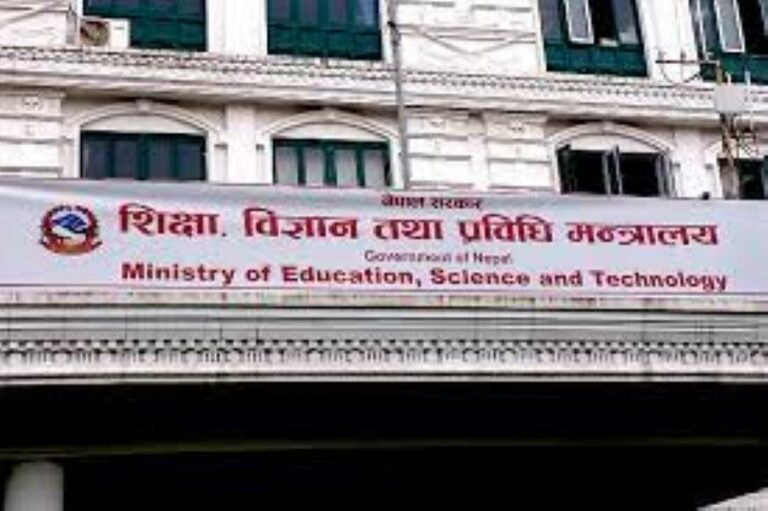 नेपाल सरकार
शिक्षा. विज्ञान तथा प्रविधि मन्त्रालय
Government of Nepal
Ministry of Education, Science and Technology